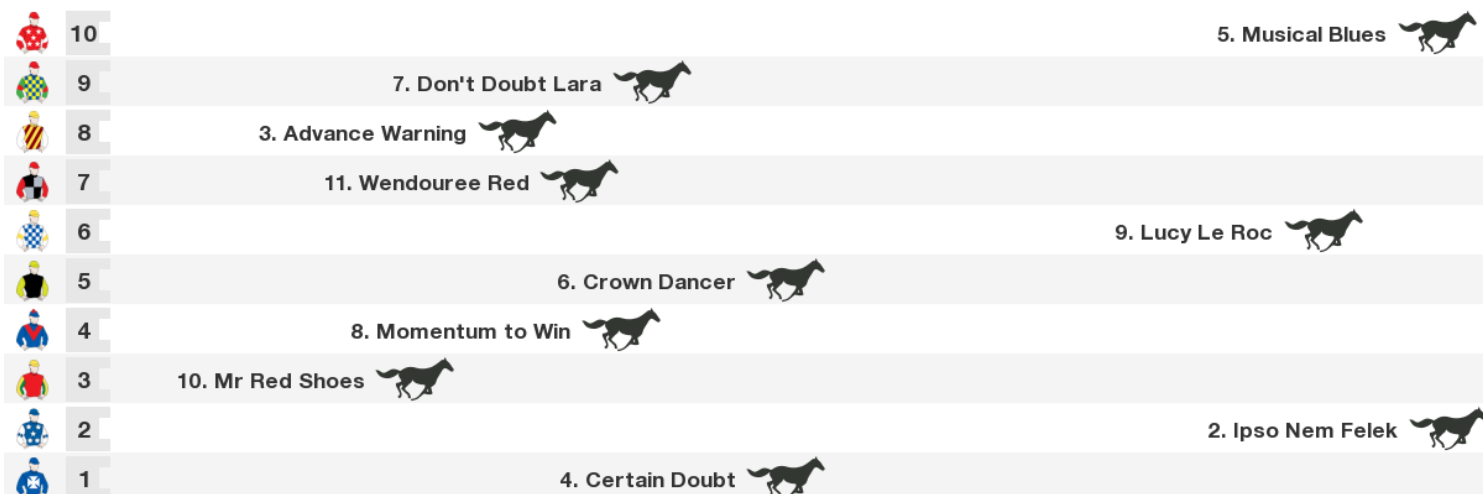 10 5. Musical Blues
9 7. Don't Doubt Lara
8 3. Advance Warning
7 11. Wendouree Red
6 9. Lucy Le Roc
5 6. Crown Dancer
4 8. Momentum to Win
3 10. Mr Red Shoes
2 2. Ipso Nem Felek
1 4. Certain Doubt